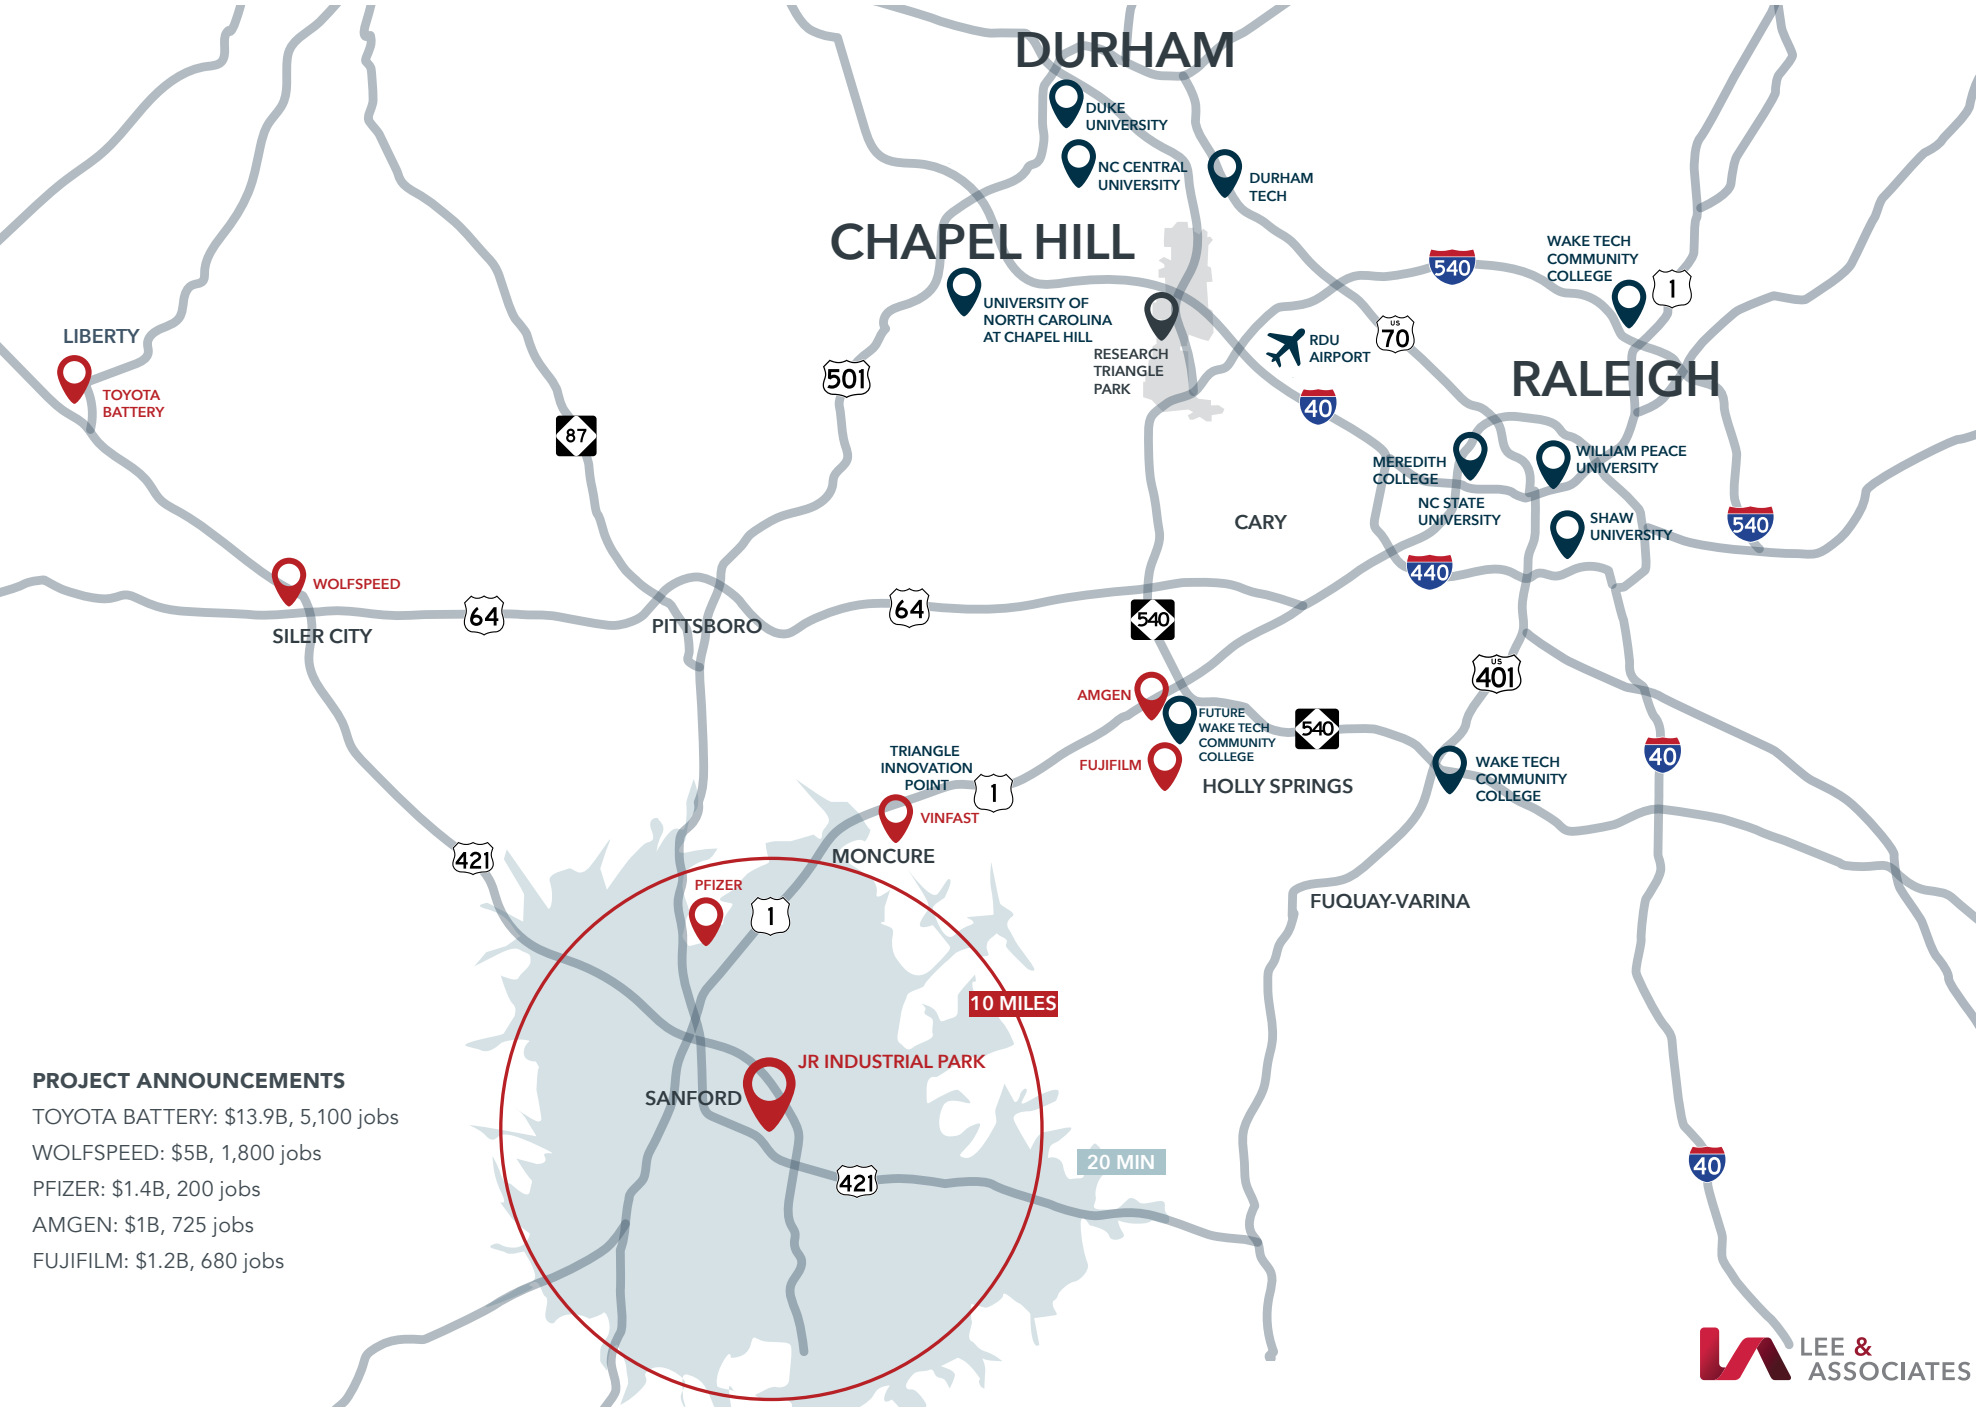 DURHAM
DUKE
UNIVERSITY
NC CENTRAL
UNIVERSITY
DURHAM
TECH
CHAPEL HILL
UNIVERSITY OF
NORTH CAROLINA
AT CHAPEL HILL
RESEARCH
TRIANGLE
PARK
540
WAKE TECH
COMMUNITY
COLLEGE
1
US
70
RDU
AIRPORT
LIBERTY
TOYOTA
BATTERY
501
40
RALEIGH
87
MEREDITH
COLLEGE
WILLIAM PEACE
UNIVERSITY
NC STATE
UNIVERSITY
SHAW
UNIVERSITY
540
CARY
440
WOLFSPEED
SILER CITY
64
PITTSBORO
64
540
US
401
AMGEN
FUTURE
WAKE TECH
COMMUNITY
COLLEGE
540
FUJIFILM
HOLLY SPRINGS
WAKE TECH
COMMUNITY
COLLEGE
40
TRIANGLE
INNOVATION
POINT
1
VINFAST
MONCURE
421
PFIZER
1
FUQUAY-VARINA
10 MILES
JR INDUSTRIAL PARK
SANFORD
20 MIN
421
40
PROJECT ANNOUNCEMENTS
TOYOTA BATTERY: $13.9B, 5,100 jobs
WOLFSPEED: $5B, 1,800 jobs
PFIZER: $1.4B, 200 jobs
AMGEN: $1B, 725 jobs
FUJIFILM: $1.2B, 680 jobs
LEE &
ASSOCIATES